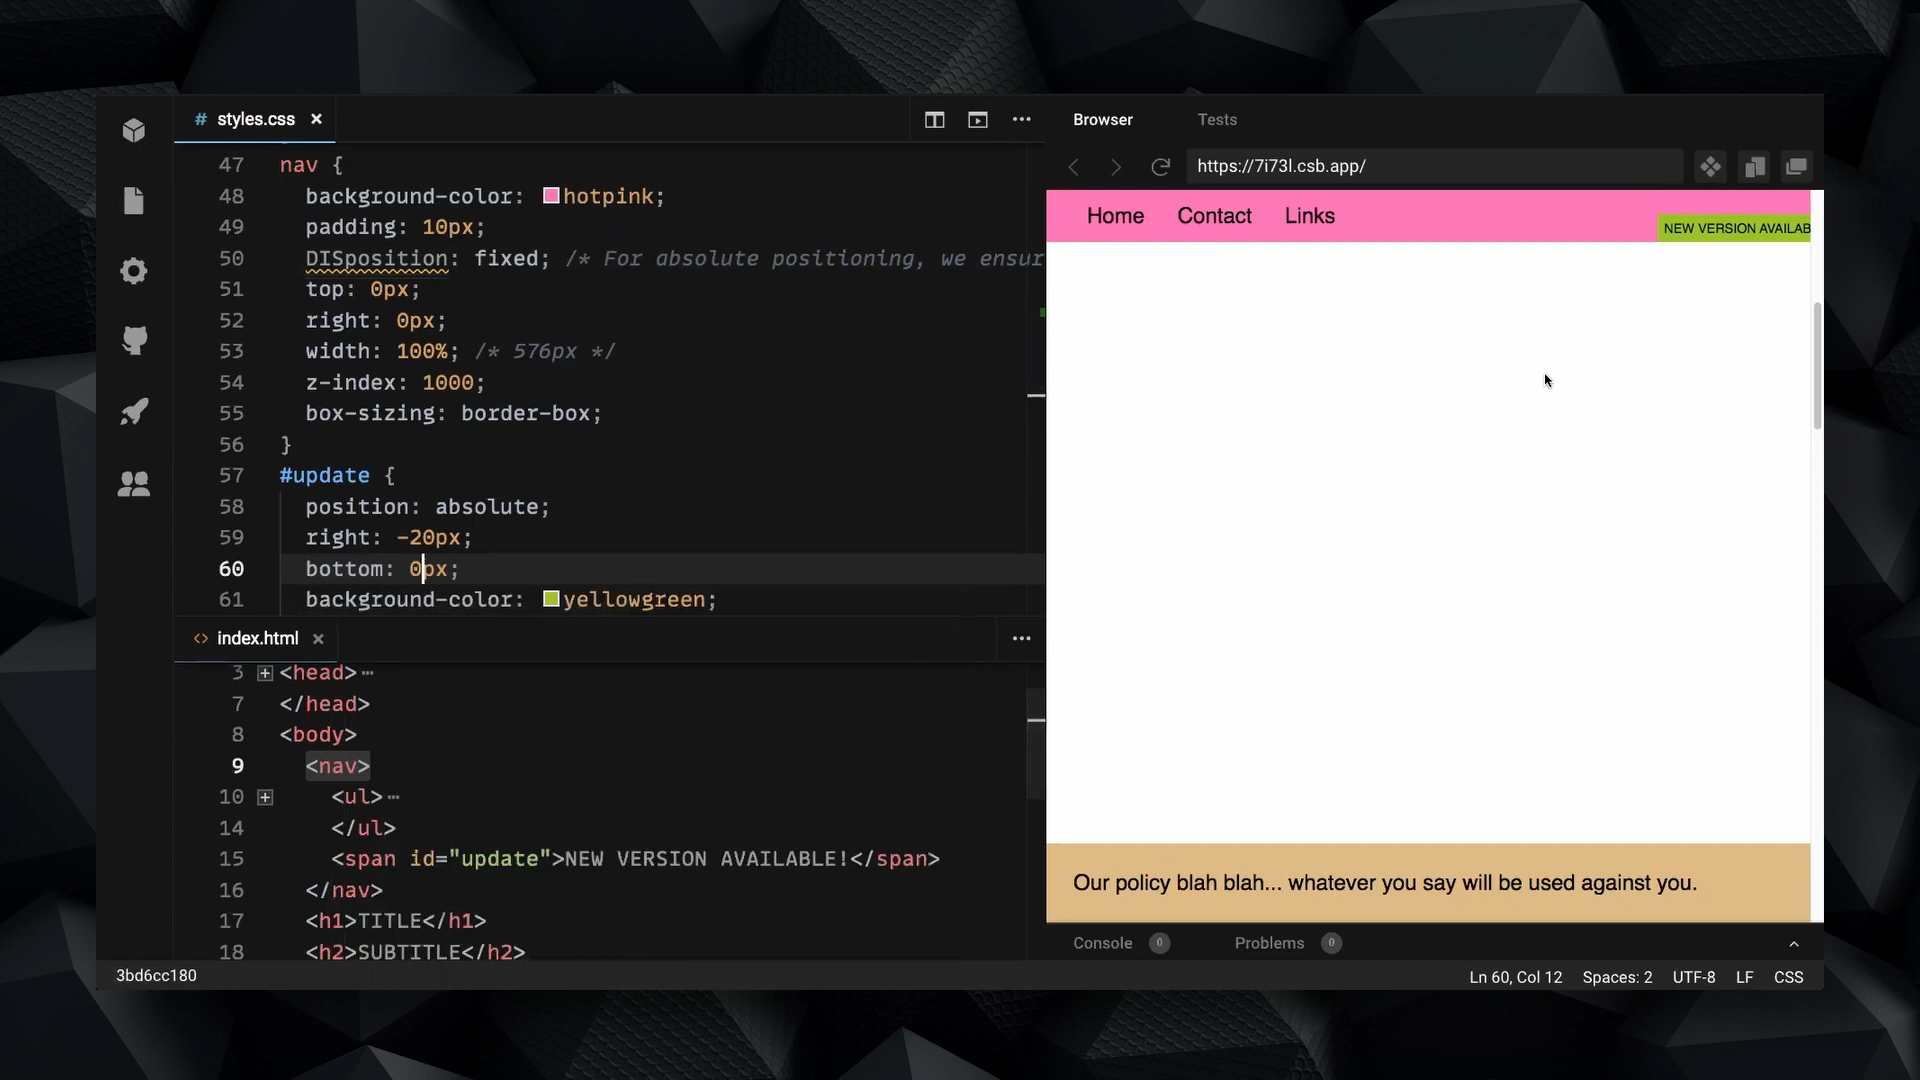 # styles.css ×
47 nav {
48 background-color: hotpink;
49 padding: 10px;
50 DISposition: fixed; /* For absolute positioning, we ensur
51 top: 0px;
52 right: 0px;
53 width: 100%; /* 576px */
54 z-index: 1000;
55 box-sizing: border-box;
56 }
57 #update {
58 position: absolute;
59 right: -20px;
60 bottom: 0px;
61 background-color: yellowgreen;
<> index.html ×
3 <head>
7 </head>
8 <body>
9 <nav>
10 <ul>
14 </ul>
15 <span id="update">NEW VERSION AVAILABLE!</span>
16 </nav>
17 <h1>TITLE</h1>
18 <h2>SUBTITLE</h2>
Browser Tests
https://7i73l.csb.app/
Home Contact Links
NEW VERSION AVAILAB
Our policy blah blah... whatever you say will be used against you.
Console 0 Problems 0
3bd6cc180
Ln 60, Col 12 Spaces: 2 UTF-8 LF CSS